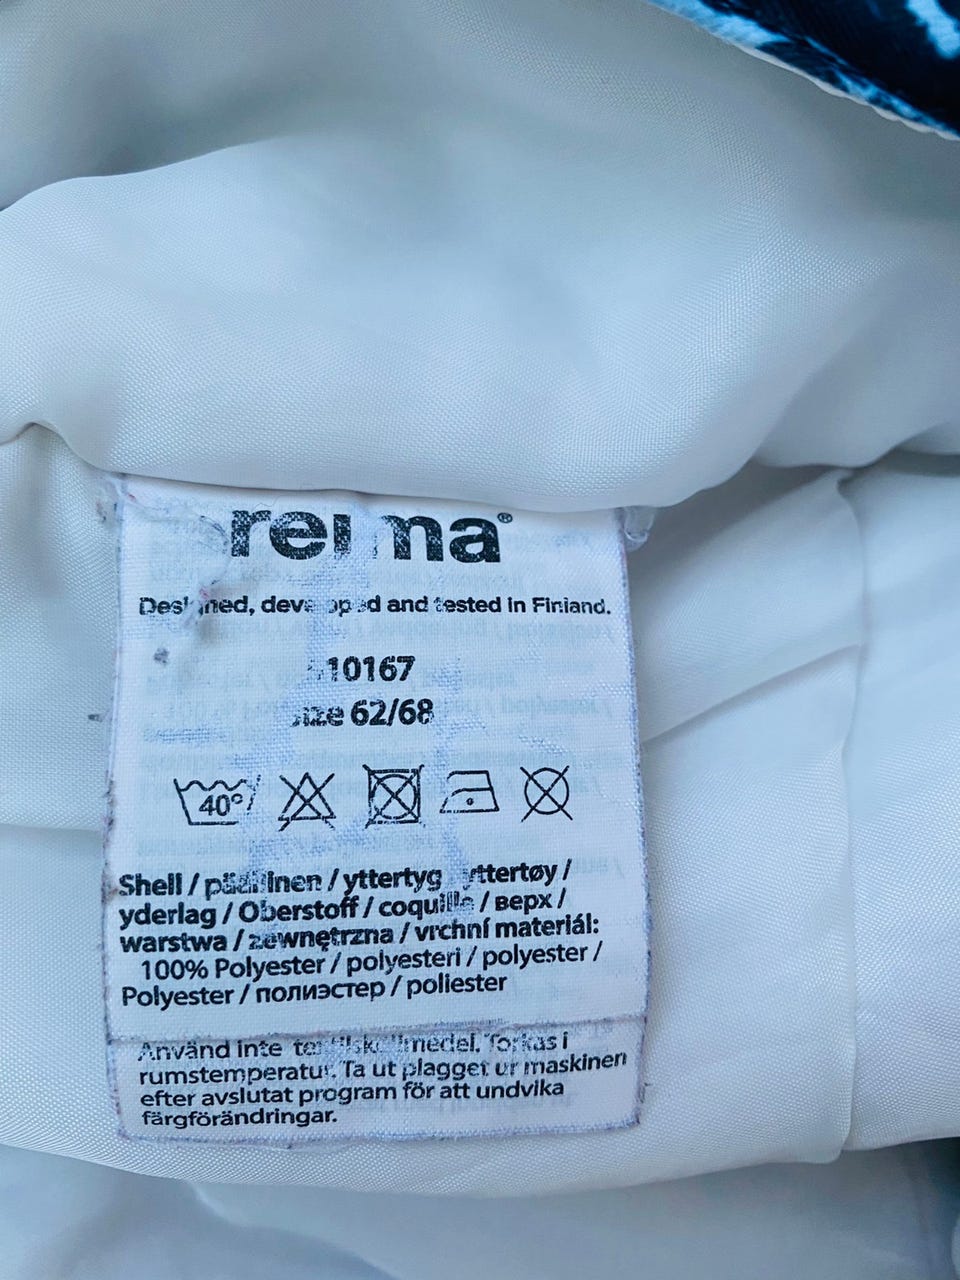 reima®
Designed, developed and tested in Finland.
10167
size 62/68
40°
Shell / päällinen / yttertyg / yttertøy /
yderlag / Oberstoff / coquille / верх /
warstwa / zewnętrzna / vrchní materiál:
100% Polyester / polyesteri / polyester /
Polyester / полиэстер / poliester
Använd inte textilsköljmedel. Torkas i
rumstemperatur. Ta ut plagget ur maskinen
efter avslutat program för att undvika
färgförändringar.